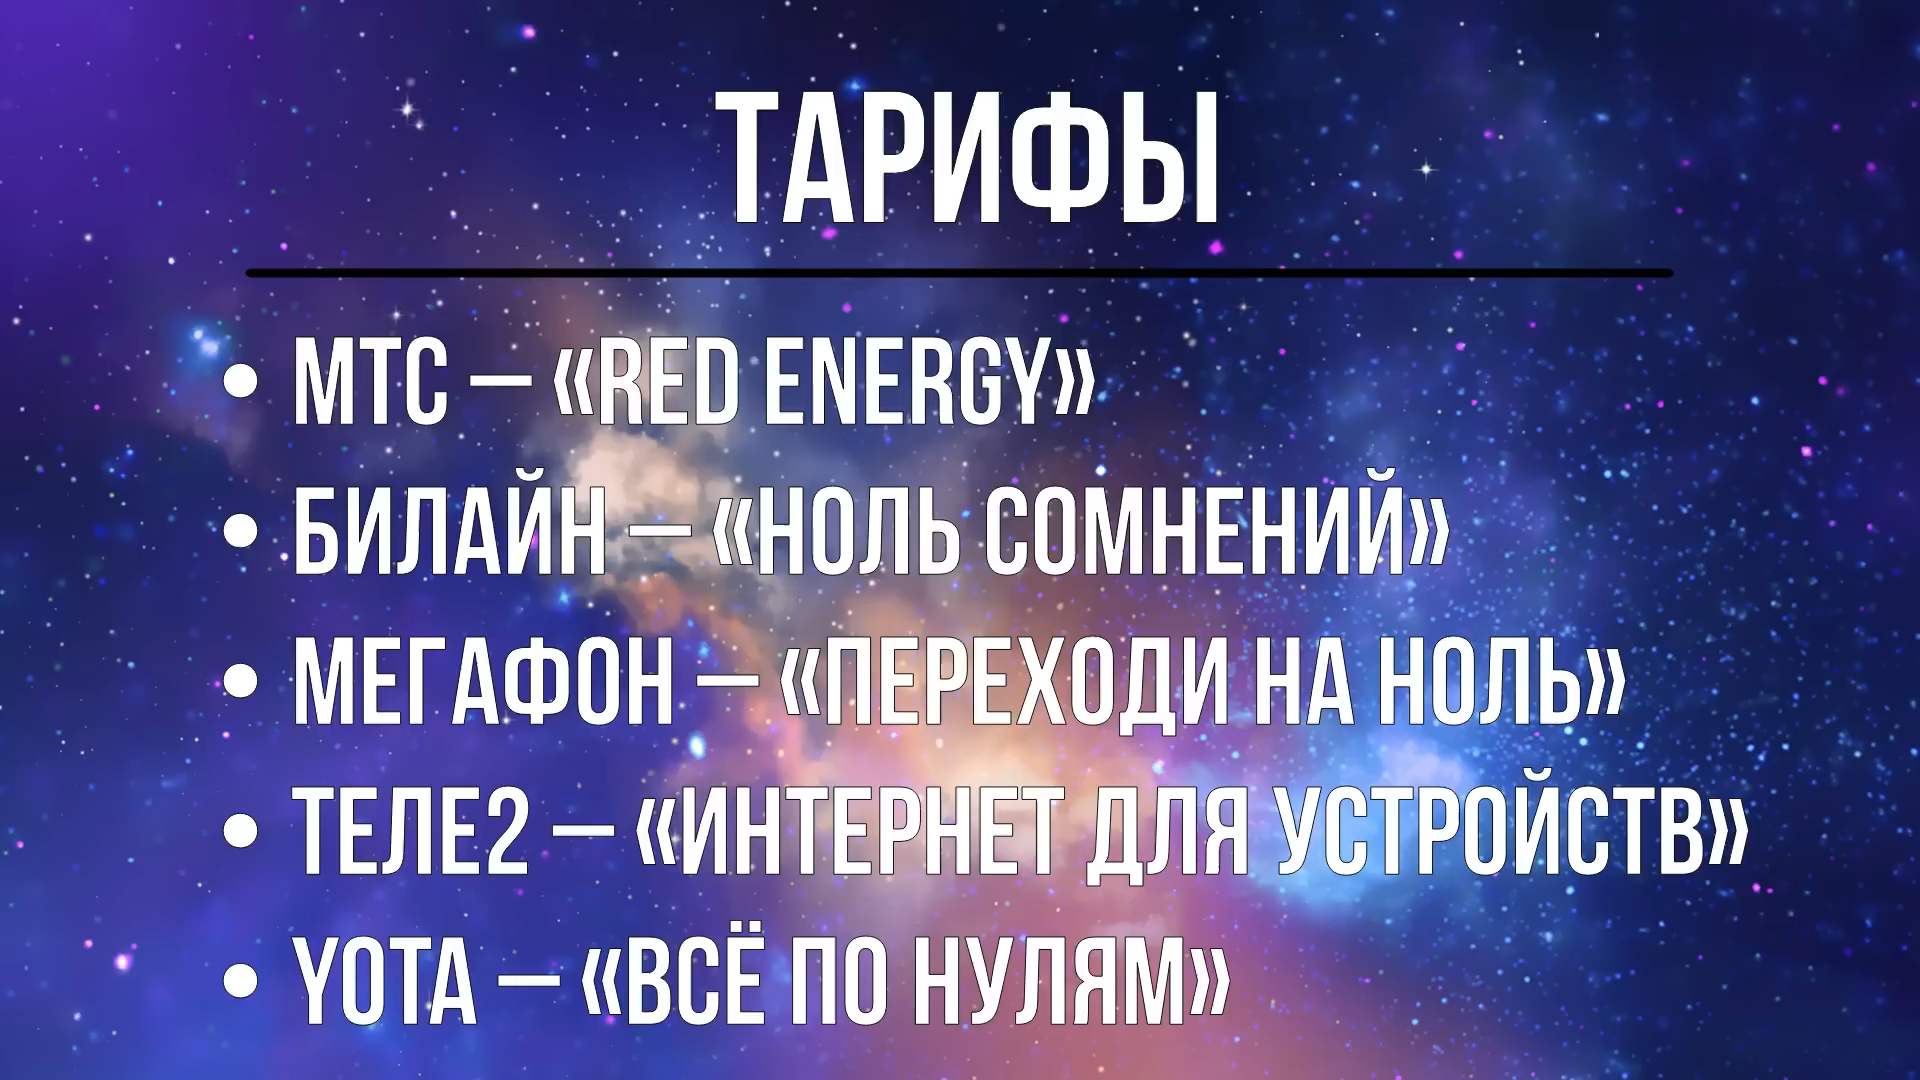 ТАРИФЫ
• МТС – «RED ENERGY»
• БИЛАЙН – «НОЛЬ СОМНЕНИЙ»
• МЕГАФОН – «ПЕРЕХОДИ НА НОЛЬ»
• ТЕЛЕ2 – «ИНТЕРНЕТ ДЛЯ УСТРОЙСТВ»
• YOTA – «ВСЁ ПО НУЛЯМ»